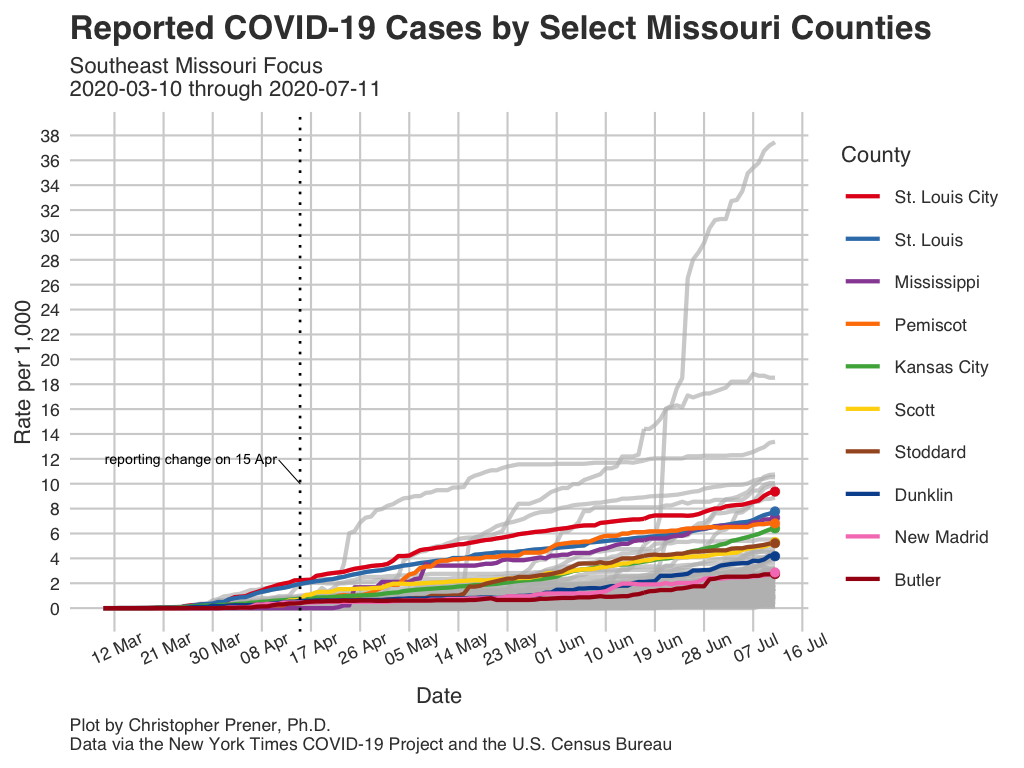 Reported COVID-19 Cases by Select Missouri Counties
Southeast Missouri Focus
2020-03-10 through 2020-07-11
Rate per 1,000
38
36
34
32
30
28
26
24
22
20
18
16
14
12
10
8
6
4
2
0
reporting change on 15 Apr
12 Mar
21 Mar
30 Mar
08 Apr
17 Apr
26 Apr
05 May
14 May
23 May
01 Jun
10 Jun
19 Jun
28 Jun
07 Jul
16 Jul
Date
County
St. Louis City
St. Louis
Mississippi
Pemiscot
Kansas City
Scott
Stoddard
Dunklin
New Madrid
Butler
Plot by Christopher Prener, Ph.D.
Data via the New York Times COVID-19 Project and the U.S. Census Bureau